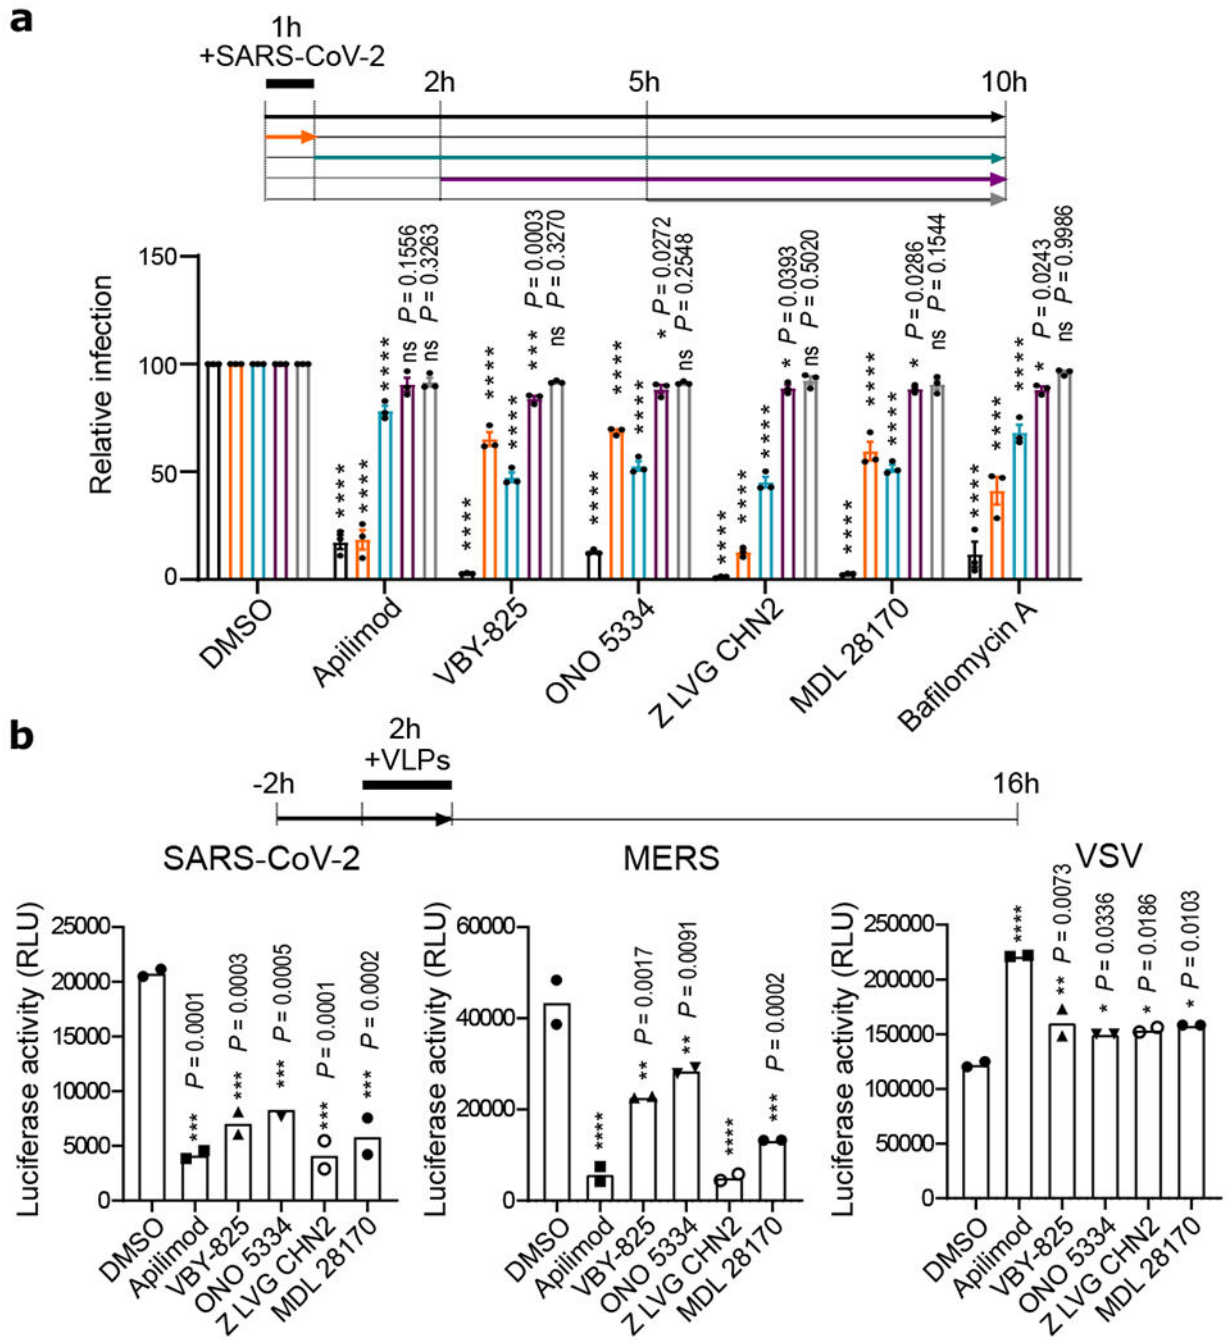 a
1h
+SARS-CoV-2
2h
5h
10h
Relative infection
150
100
50
0
****
****
****
ns P = 0.1556
ns P = 0.3263
****
****
****
*** P = 0.0003
ns P = 0.3270
****
****
****
* P = 0.0272
ns P = 0.2548
****
****
****
* P = 0.0393
ns P = 0.5020
****
****
****
* P = 0.0286
ns P = 0.1544
****
****
****
* P = 0.0243
ns P = 0.9986
DMSO
Apilimod
VBY-825
ONO 5334
Z LVG CHN2
MDL 28170
Bafilomycin A
b
2h
+VLPs
-2h
16h
SARS-CoV-2
Luciferase activity (RLU)
25000
20000
15000
10000
5000
0
*** P = 0.0001
*** P = 0.0003
*** P = 0.0005
*** P = 0.0001
*** P = 0.0002
DMSO
Apilimod
VBY-825
ONO 5334
Z LVG CHN2
MDL 28170
MERS
Luciferase activity (RLU)
60000
40000
20000
0
****
** P = 0.0017
** P = 0.0091
****
*** P = 0.0002
DMSO
Apilimod
VBY-825
ONO 5334
Z LVG CHN2
MDL 28170
VSV
Luciferase activity (RLU)
250000
200000
150000
100000
50000
0
****
** P = 0.0073
* P = 0.0336
* P = 0.0186
* P = 0.0103
DMSO
Apilimod
VBY-825
ONO 5334
Z LVG CHN2
MDL 28170